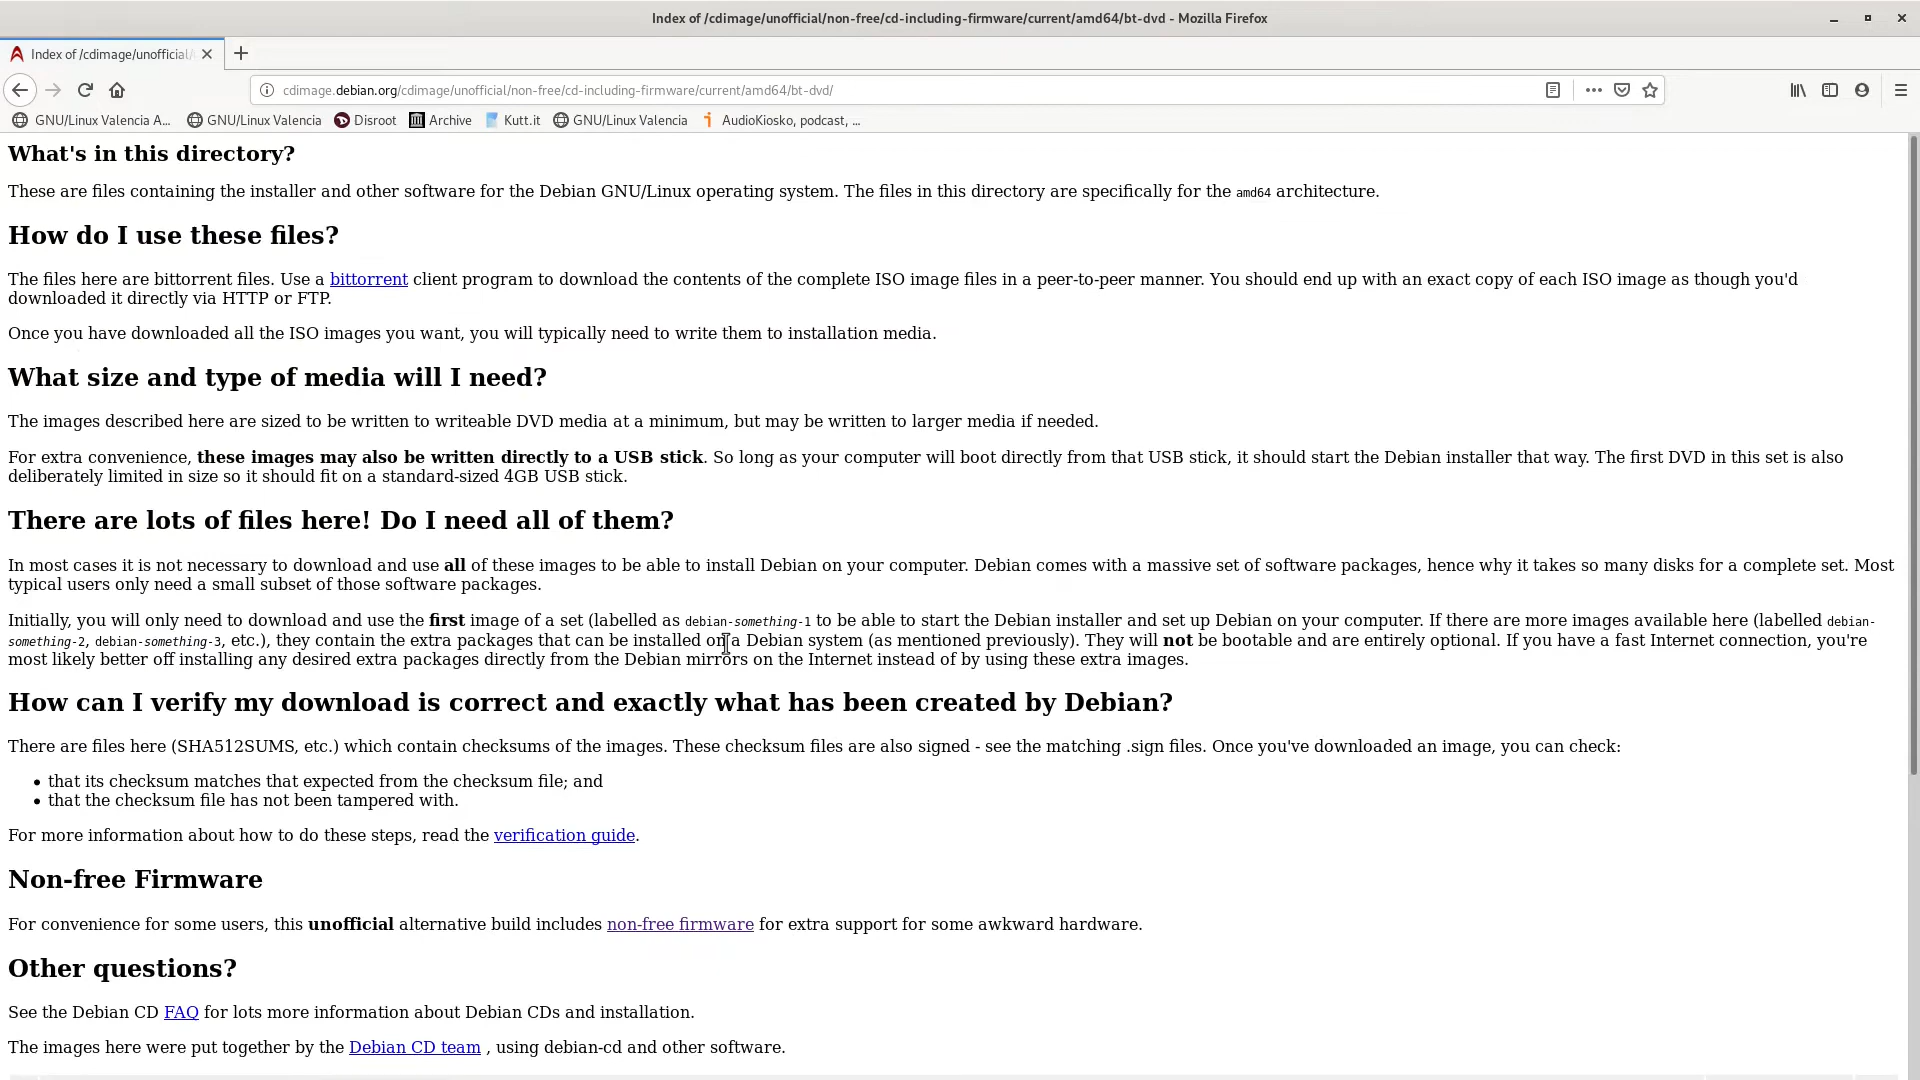 Index of /cdimage/unofficial/non-free/cd-including-firmware/current/amd64/bt-dvd - Mozilla Firefox
Index of /cdimage/unofficial/
cdimage.debian.org/cdimage/unofficial/non-free/cd-including-firmware/current/amd64/bt-dvd/
GNU/Linux Valencia A... GNU/Linux Valencia Disroot Archive Kutt.it GNU/Linux Valencia AudioKiosko, podcast, ...
What's in this directory?
These are files containing the installer and other software for the Debian GNU/Linux operating system. The files in this directory are specifically for the amd64 architecture.
How do I use these files?
The files here are bittorrent files. Use a bittorrent client program to download the contents of the complete ISO image files in a peer-to-peer manner. You should end up with an exact copy of each ISO image as though you'd
downloaded it directly via HTTP or FTP.
Once you have downloaded all the ISO images you want, you will typically need to write them to installation media.
What size and type of media will I need?
The images described here are sized to be written to writeable DVD media at a minimum, but may be written to larger media if needed.
For extra convenience, these images may also be written directly to a USB stick. So long as your computer will boot directly from that USB stick, it should start the Debian installer that way. The first DVD in this set is also
deliberately limited in size so it should fit on a standard-sized 4GB USB stick.
There are lots of files here! Do I need all of them?
In most cases it is not necessary to download and use all of these images to be able to install Debian on your computer. Debian comes with a massive set of software packages, hence why it takes so many disks for a complete set. Most
typical users only need a small subset of those software packages.
Initially, you will only need to download and use the first image of a set (labelled as debian-something-1 to be able to start the Debian installer and set up Debian on your computer. If there are more images available here (labelled debian-
something-2, debian-something-3, etc.), they contain the extra packages that can be installed on a Debian system (as mentioned previously). They will not be bootable and are entirely optional. If you have a fast Internet connection, you're
most likely better off installing any desired extra packages directly from the Debian mirrors on the Internet instead of by using these extra images.
How can I verify my download is correct and exactly what has been created by Debian?
There are files here (SHA512SUMS, etc.) which contain checksums of the images. These checksum files are also signed - see the matching .sign files. Once you've downloaded an image, you can check:
• that its checksum matches that expected from the checksum file; and
• that the checksum file has not been tampered with.
For more information about how to do these steps, read the verification guide.
Non-free Firmware
For convenience for some users, this unofficial alternative build includes non-free firmware for extra support for some awkward hardware.
Other questions?
See the Debian CD FAQ for lots more information about Debian CDs and installation.
The images here were put together by the Debian CD team , using debian-cd and other software.